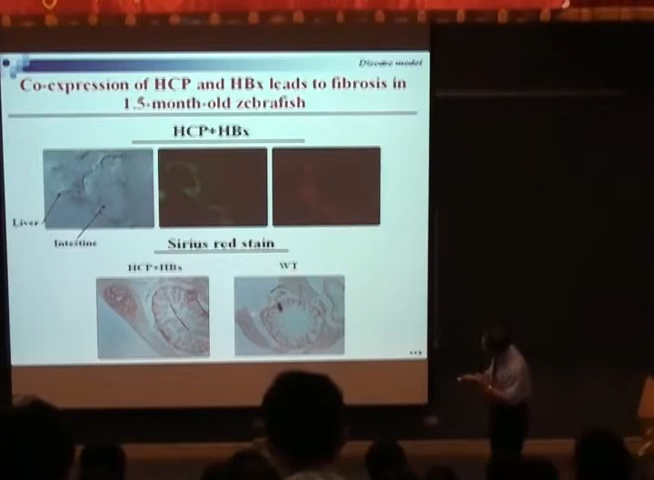 Disease model
Co-expression of HCP and HBx leads to fibrosis in
1.5-month-old zebrafish
HCP+HBx
Liver
Intestine
Sirius red stain
HCP+HBx WT